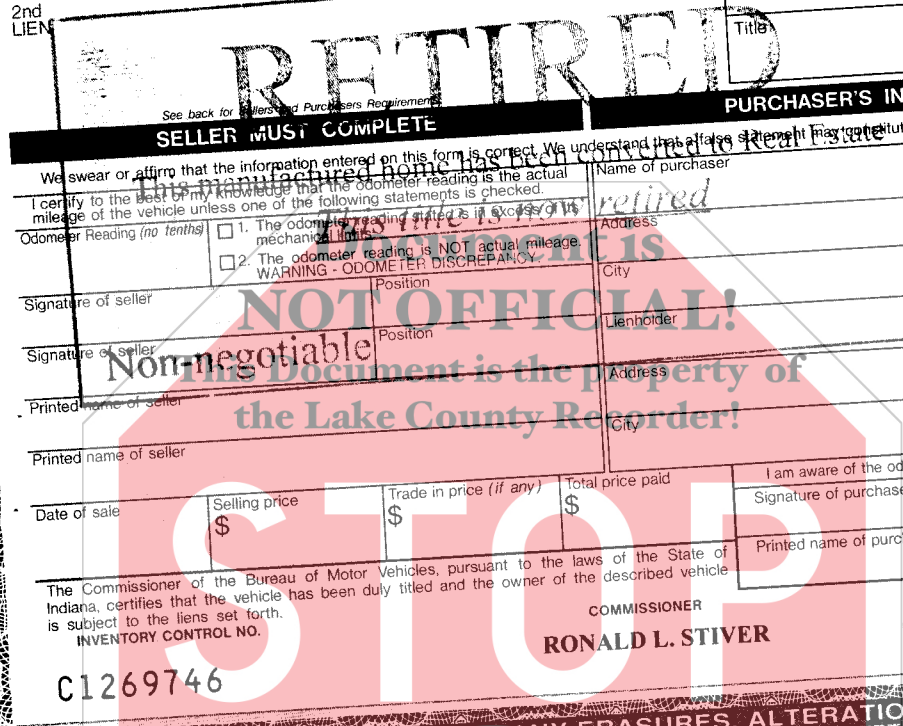 2nd
LIEN
RETIRED
Title
See back for Sellers and Purchasers Requirements
SELLER MUST COMPLETE
PURCHASER'S IN
We swear or affirm that the information entered on this form is correct. We understand that a false statement may constitut
This manufactured home has been converted to Real Estate
I certify to the best of my knowledge that the odometer reading is the actual
mileage of the vehicle unless one of the following statements is checked.
Name of purchaser
This title is now retired
Odometer Reading (no tenths)
1. The odometer reading stated is in excess of its
mechanical limits.
2. The odometer reading is NOT actual mileage.
WARNING - ODOMETER DISCREPANCY.
Address
Document is
City
Signature of seller
Position
NOT OFFICIAL!
Lienholder
Signature of seller
Position
Non-negotiable
This Document is the property of
Address
Printed name of seller
the Lake County Recorder!
City
Printed name of seller
I am aware of the od
Date of sale
Selling price
$
Trade in price (if any)
$
Total price paid
$
Signature of purchase
Printed name of purc
STOP
The Commissioner of the Bureau of Motor Vehicles, pursuant to the laws of the State of
Indiana, certifies that the vehicle has been duly titled and the owner of the described vehicle
is subject to the liens set forth.
INVENTORY CONTROL NO.
COMMISSIONER
RONALD L. STIVER
C1269746
ERASURES, ALTERATIO